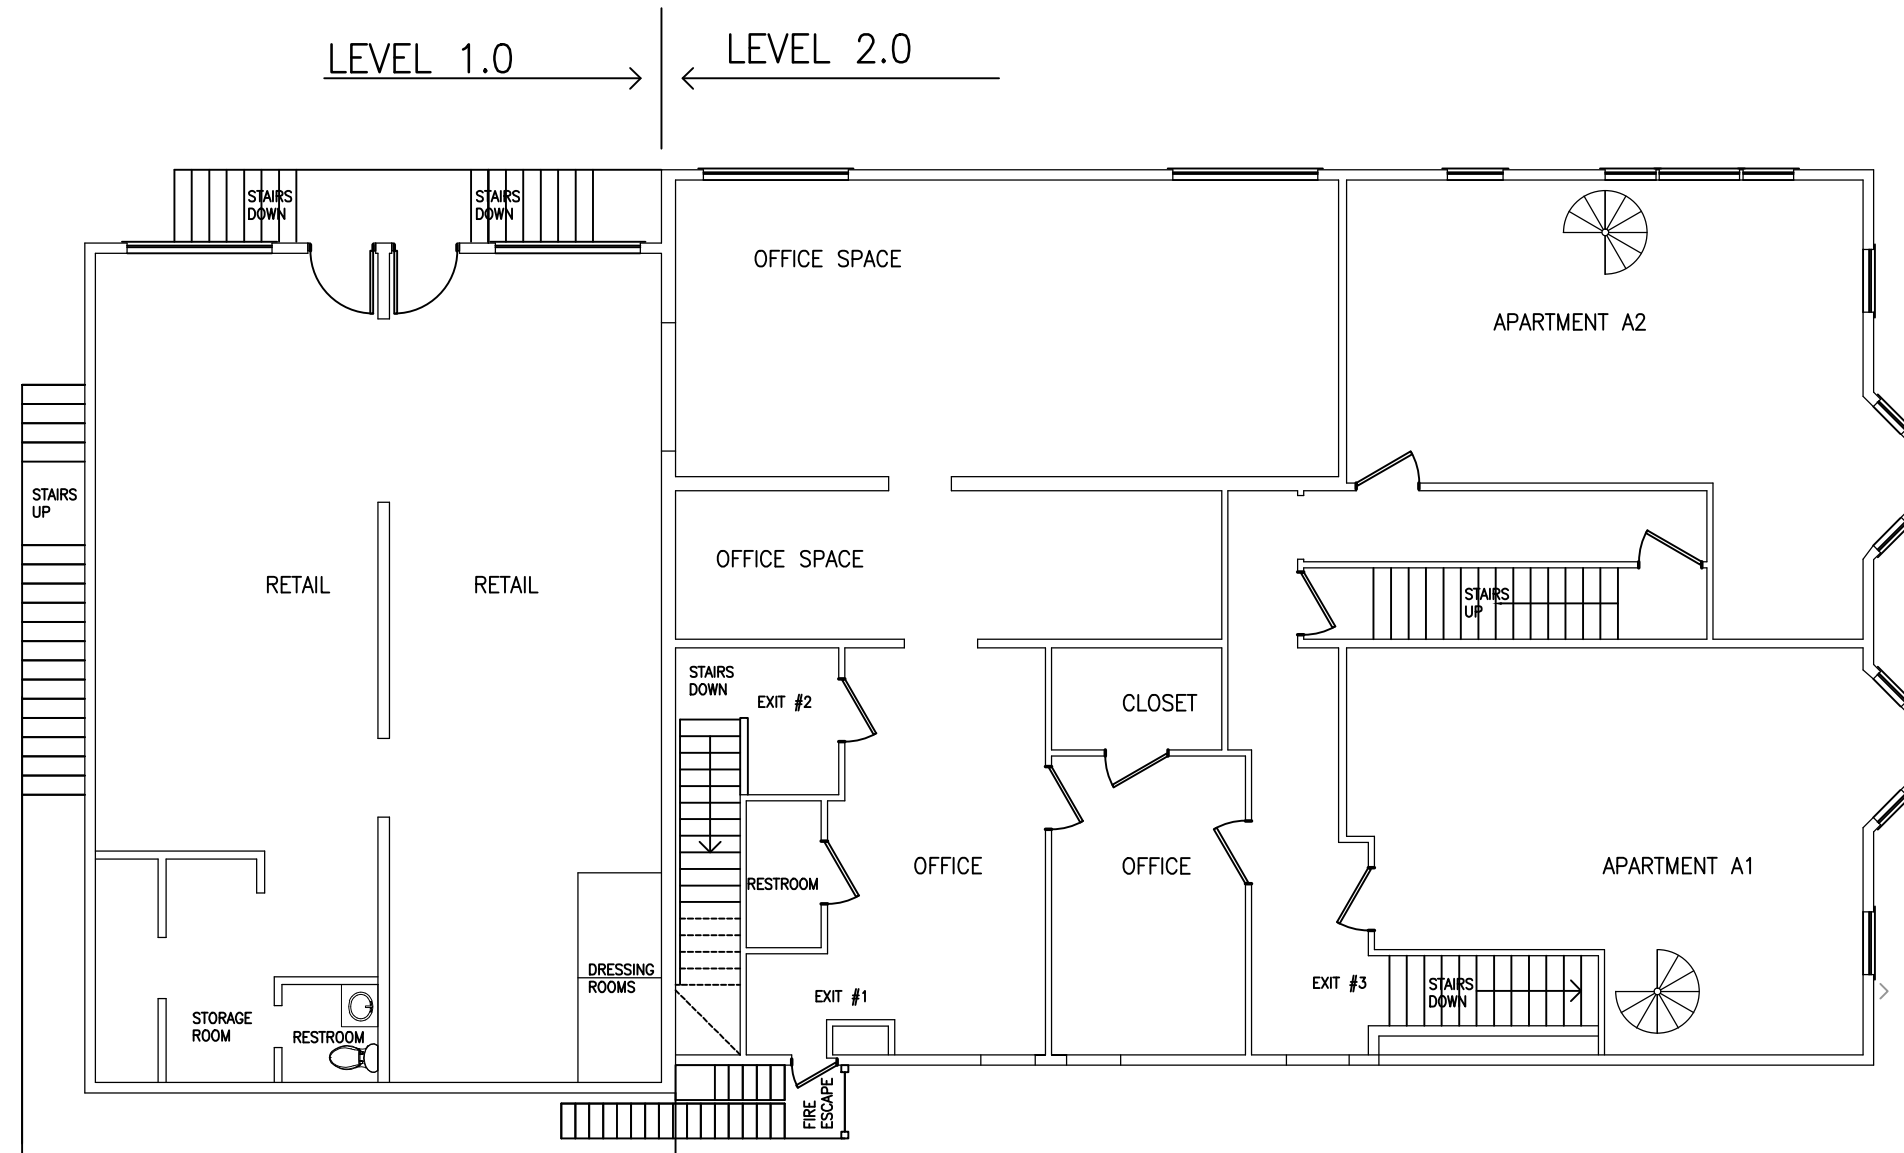 LEVEL 1.0
LEVEL 2.0
STAIRS
DOWN
STAIRS
DOWN
OFFICE SPACE
APARTMENT A2
STAIRS
UP
RETAIL
RETAIL
OFFICE SPACE
STAIRS
UP
STAIRS
DOWN
EXIT #2
CLOSET
RESTROOM
OFFICE
OFFICE
APARTMENT A1
DRESSING
ROOMS
EXIT #1
EXIT #3
STAIRS
DOWN
STORAGE
ROOM
RESTROOM
FIRE
ESCAPE